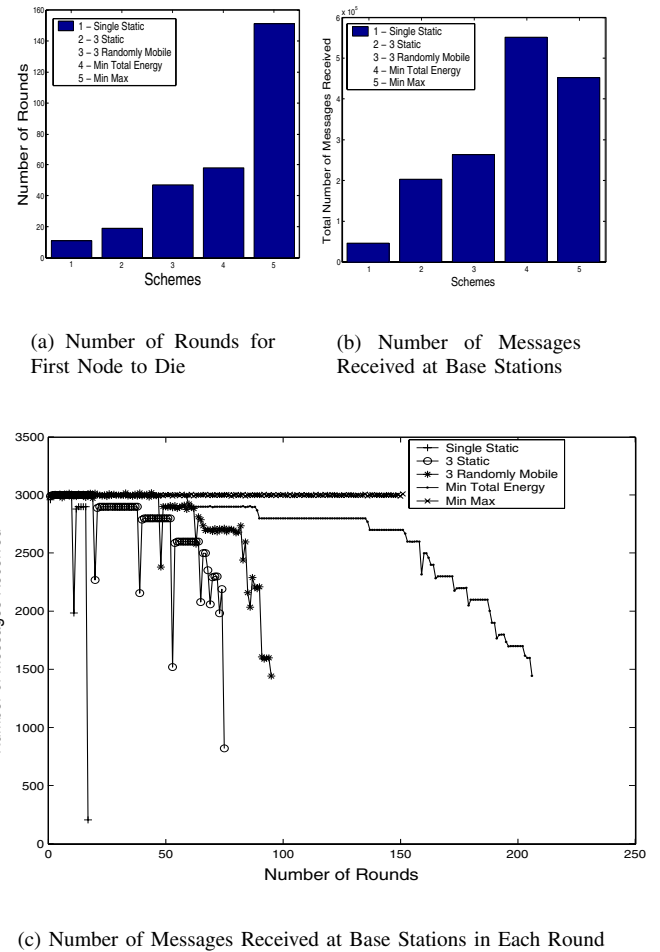 160
140
120
100
80
60
40
20
0
Number of Rounds
1 – Single Static
2 – 3 Static
3 – 3 Randomly Mobile
4 – Min Total Energy
5 – Min Max
1 2 3 4 5
Schemes
x 10^5
6
5
4
3
2
1
0
Total Number of Messages Received
1 – Single Static
2 – 3 Static
3 – 3 Randomly Mobile
4 – Min Total Energy
5 – Min Max
1 2 3 4 5
Schemes
(a) Number of Rounds for
First Node to Die
(b) Number of Messages
Received at Base Stations
3500
3000
2500
2000
1500
1000
500
0
Single Static
3 Static
3 Randomly Mobile
Min Total Energy
Min Max
0 50 100 150 200 250
Number of Rounds
(c) Number of Messages Received at Base Stations in Each Round